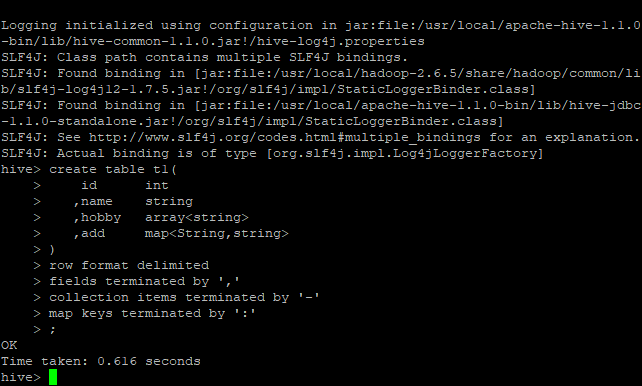 Logging initialized using configuration in jar:file:/usr/local/apache-hive-1.1.0
-bin/lib/hive-common-1.1.0.jar!/hive-log4j.properties
SLF4J: Class path contains multiple SLF4J bindings.
SLF4J: Found binding in [jar:file:/usr/local/hadoop-2.6.5/share/hadoop/common/li
b/slf4j-log4j12-1.7.5.jar!/org/slf4j/impl/StaticLoggerBinder.class]
SLF4J: Found binding in [jar:file:/usr/local/apache-hive-1.1.0-bin/lib/hive-jdbc
-1.1.0-standalone.jar!/org/slf4j/impl/StaticLoggerBinder.class]
SLF4J: See http://www.slf4j.org/codes.html#multiple_bindings for an explanation.
SLF4J: Actual binding is of type [org.slf4j.impl.Log4jLoggerFactory]
hive> create table t1(
    >     id      int
    >    ,name    string
    >    ,hobby   array<string>
    >    ,add     map<String,string>
    > )
    > row format delimited
    > fields terminated by ','
    > collection items terminated by '-'
    > map keys terminated by ':'
    > ;
OK
Time taken: 0.616 seconds
hive>